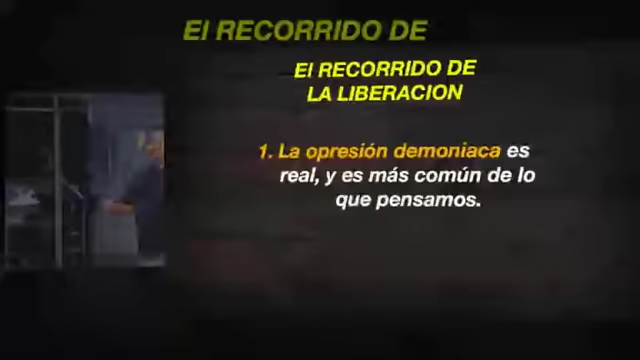 El RECORRIDO DE
El RECORRIDO DE
LA LIBERACION
1. La opresión demoniaca es
real, y es más común de lo
que pensamos.